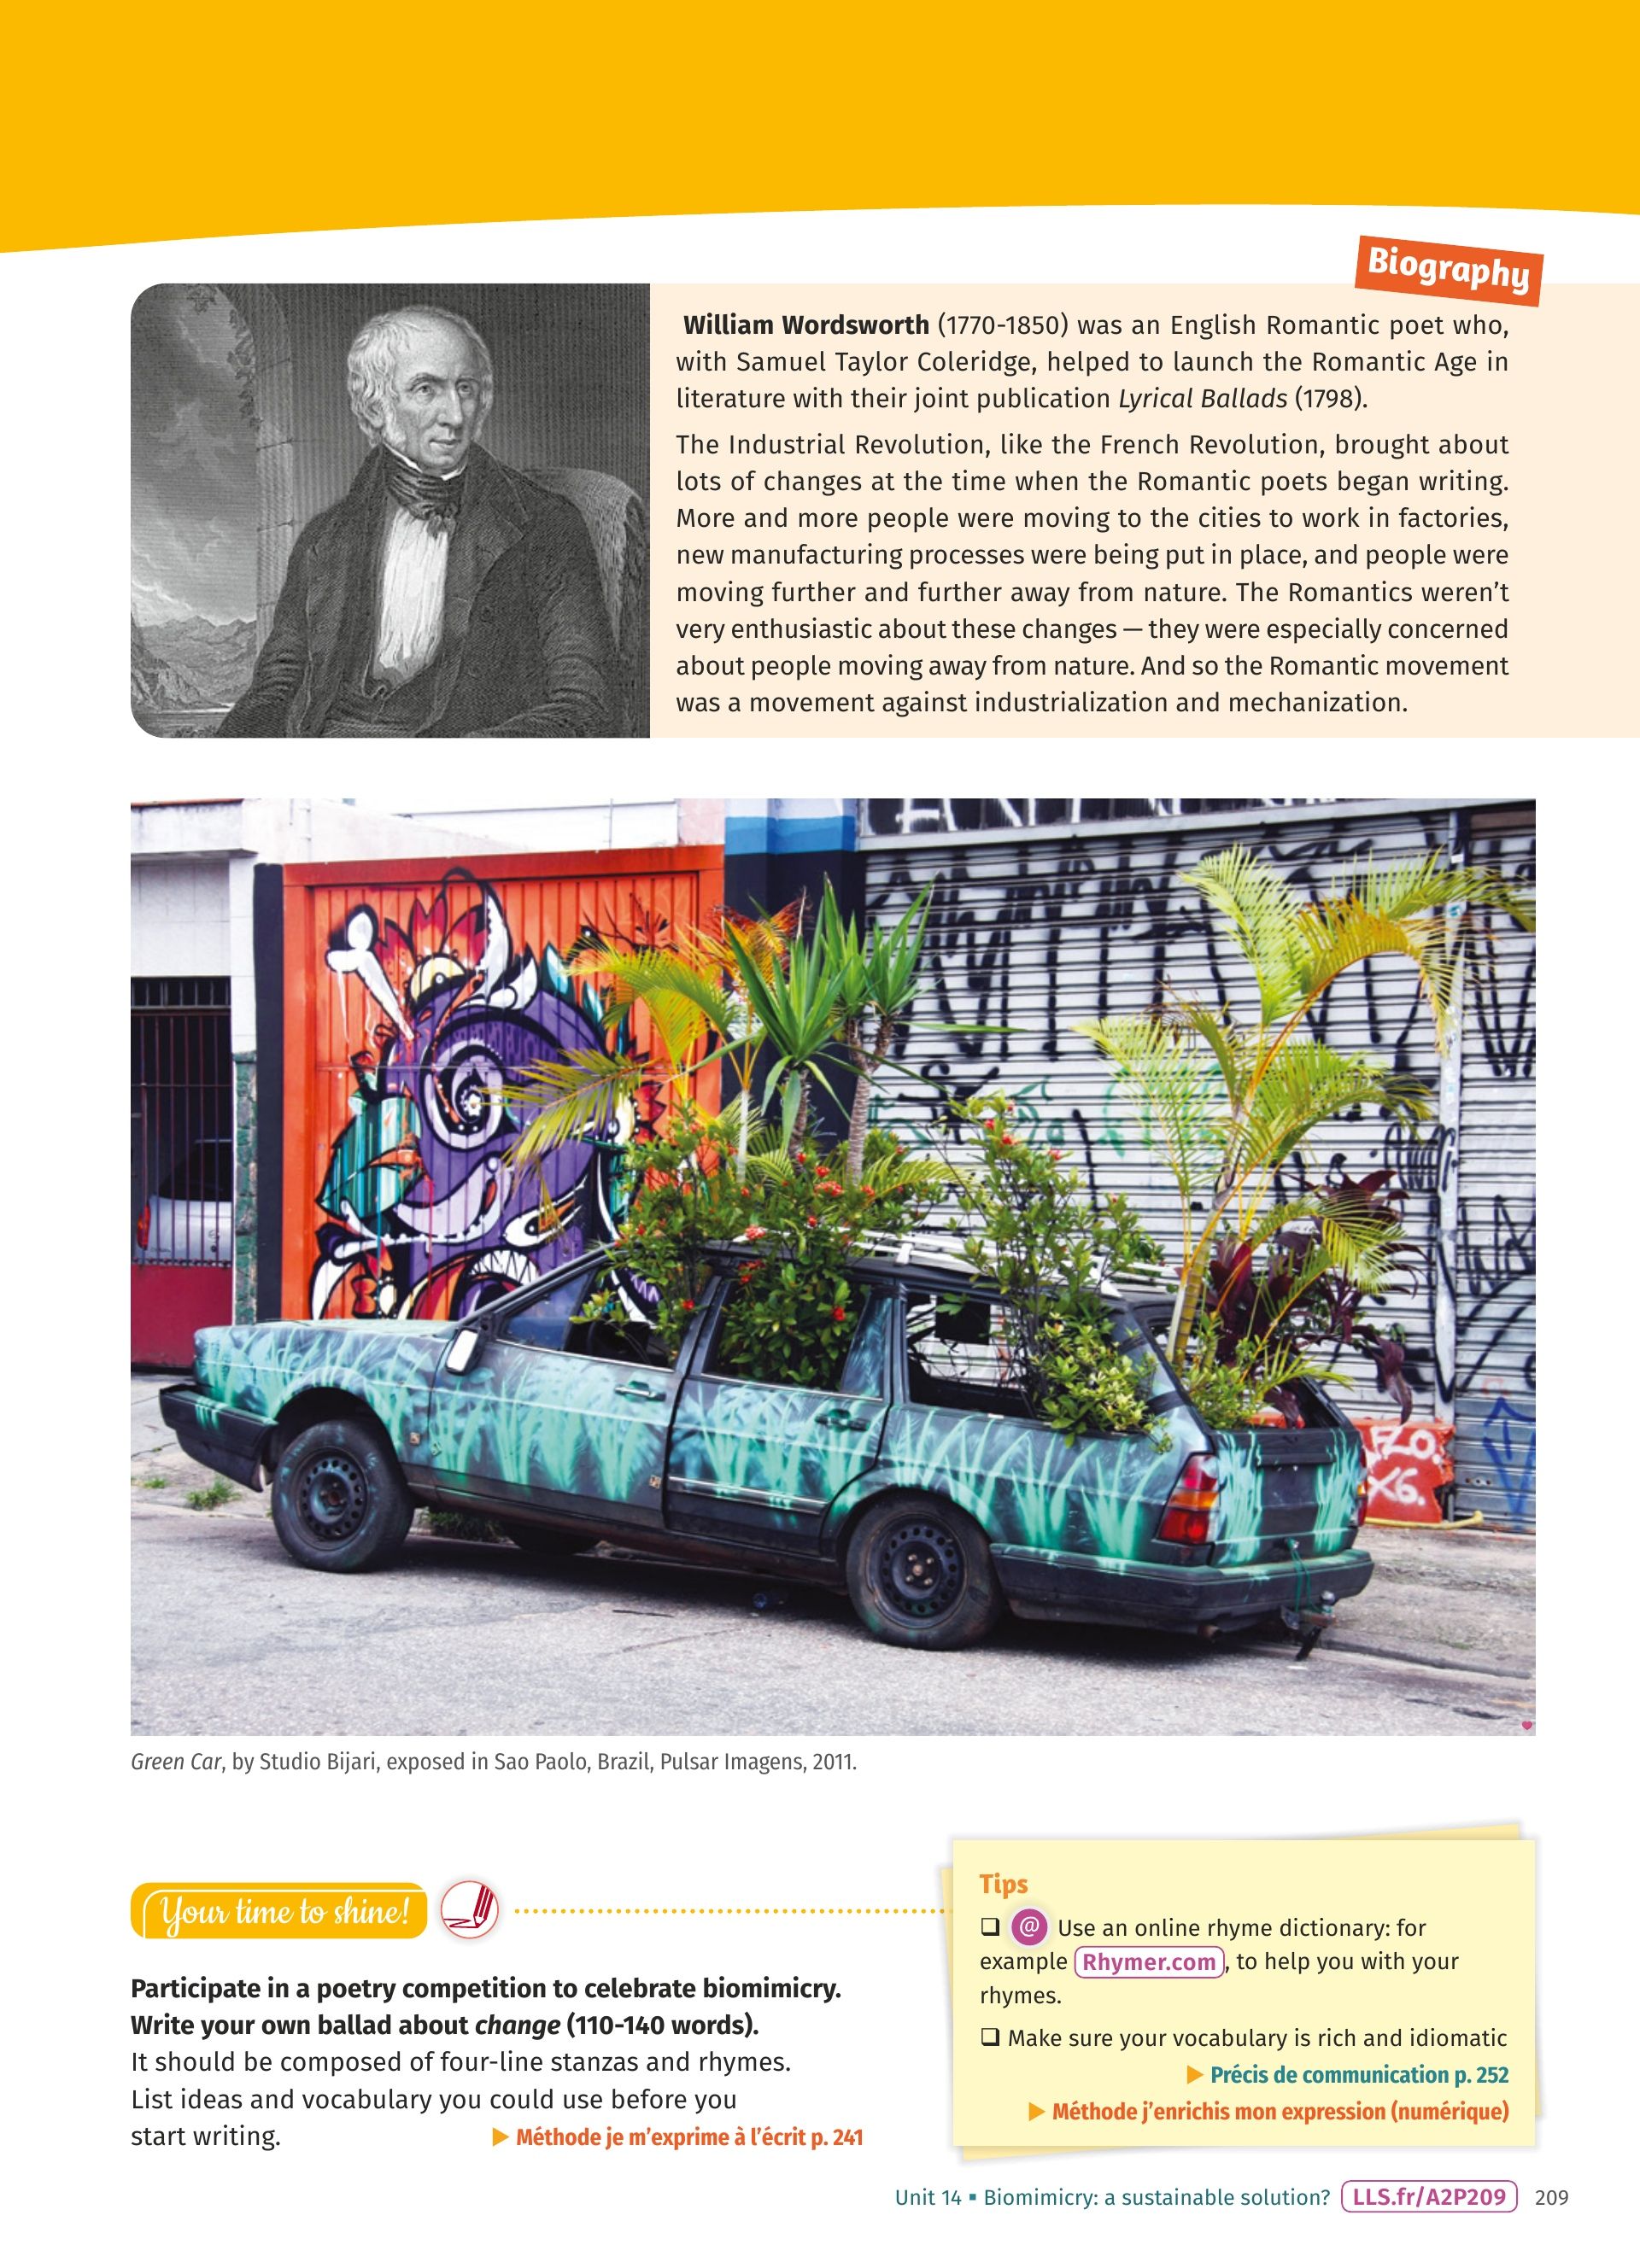 Biography
William Wordsworth (1770-1850) was an English Romantic poet who,
with Samuel Taylor Coleridge, helped to launch the Romantic Age in
literature with their joint publication Lyrical Ballads (1798).
The Industrial Revolution, like the French Revolution, brought about
lots of changes at the time when the Romantic poets began writing.
More and more people were moving to the cities to work in factories,
new manufacturing processes were being put in place, and people were
moving further and further away from nature. The Romantics weren't
very enthusiastic about these changes — they were especially concerned
about people moving away from nature. And so the Romantic movement
was a movement against industrialization and mechanization.
Green Car, by Studio Bijari, exposed in Sao Paolo, Brazil, Pulsar Imagens, 2011.
Your time to shine!
Participate in a poetry competition to celebrate biomimicry.
Write your own ballad about change (110-140 words).
It should be composed of four-line stanzas and rhymes.
List ideas and vocabulary you could use before you
start writing. ▶ Méthode je m'exprime à l'écrit p. 241
Tips
❑ @ Use an online rhyme dictionary: for
example Rhymer.com, to help you with your
rhymes.
❑ Make sure your vocabulary is rich and idiomatic
▶ Précis de communication p. 252
▶ Méthode j'enrichis mon expression (numérique)
Unit 14 ▪ Biomimicry: a sustainable solution? LLS.fr/A2P209 209